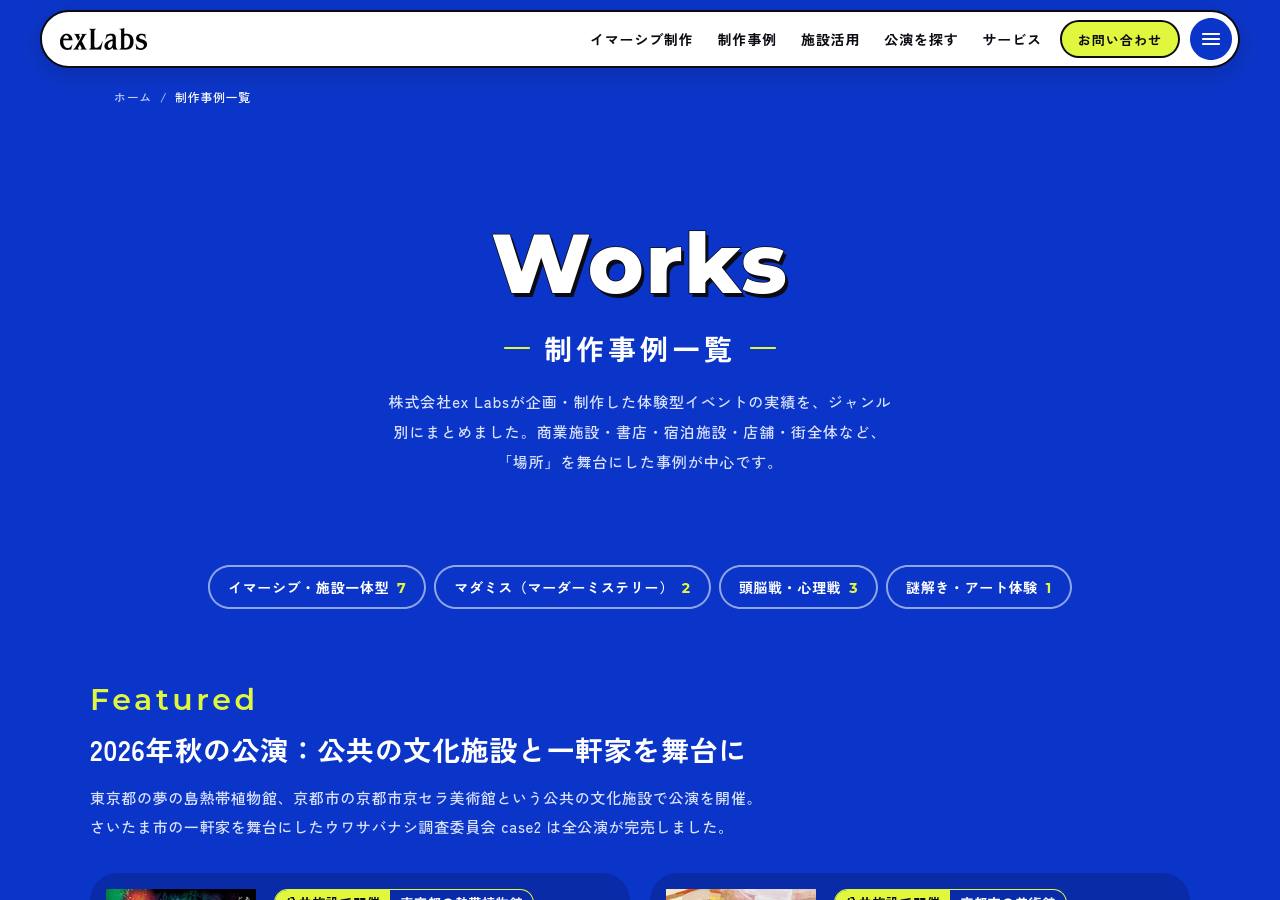 exLabs
イマーシブ制作 制作事例 施設活用 公演を探す サービス お問い合わせ
ホーム / 制作事例一覧
Works
制作事例一覧
株式会社ex Labsが企画・制作した体験型イベントの実績を、ジャンル
別にまとめました。商業施設・書店・宿泊施設・店舗・街全体など、
「場所」を舞台にした事例が中心です。
イマーシブ・施設一体型 7 マダミス（マーダーミステリー） 2 頭脳戦・心理戦 3 謎解き・アート体験 1
Featured
2026年秋の公演：公共の文化施設と一軒家を舞台に
東京都の夢の島熱帯植物館、京都市の京都市京セラ美術館という公共の文化施設で公演を開催。
さいたま市の一軒家を舞台にしたウワサバナシ調査委員会 case2 は全公演が完売しました。